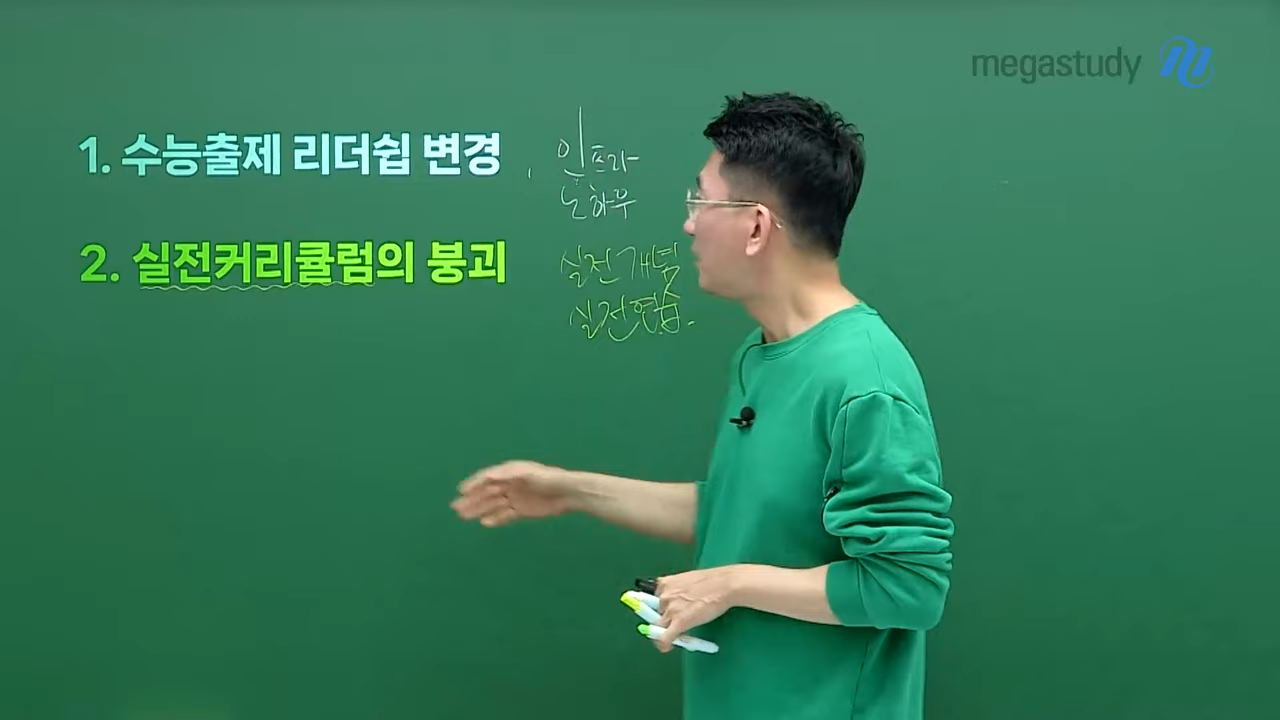 megastudy
1. 수능출제 리더쉽 변경
인프라
노하우
2. 실전커리큘럼의 붕괴
실전개념
실전연습.